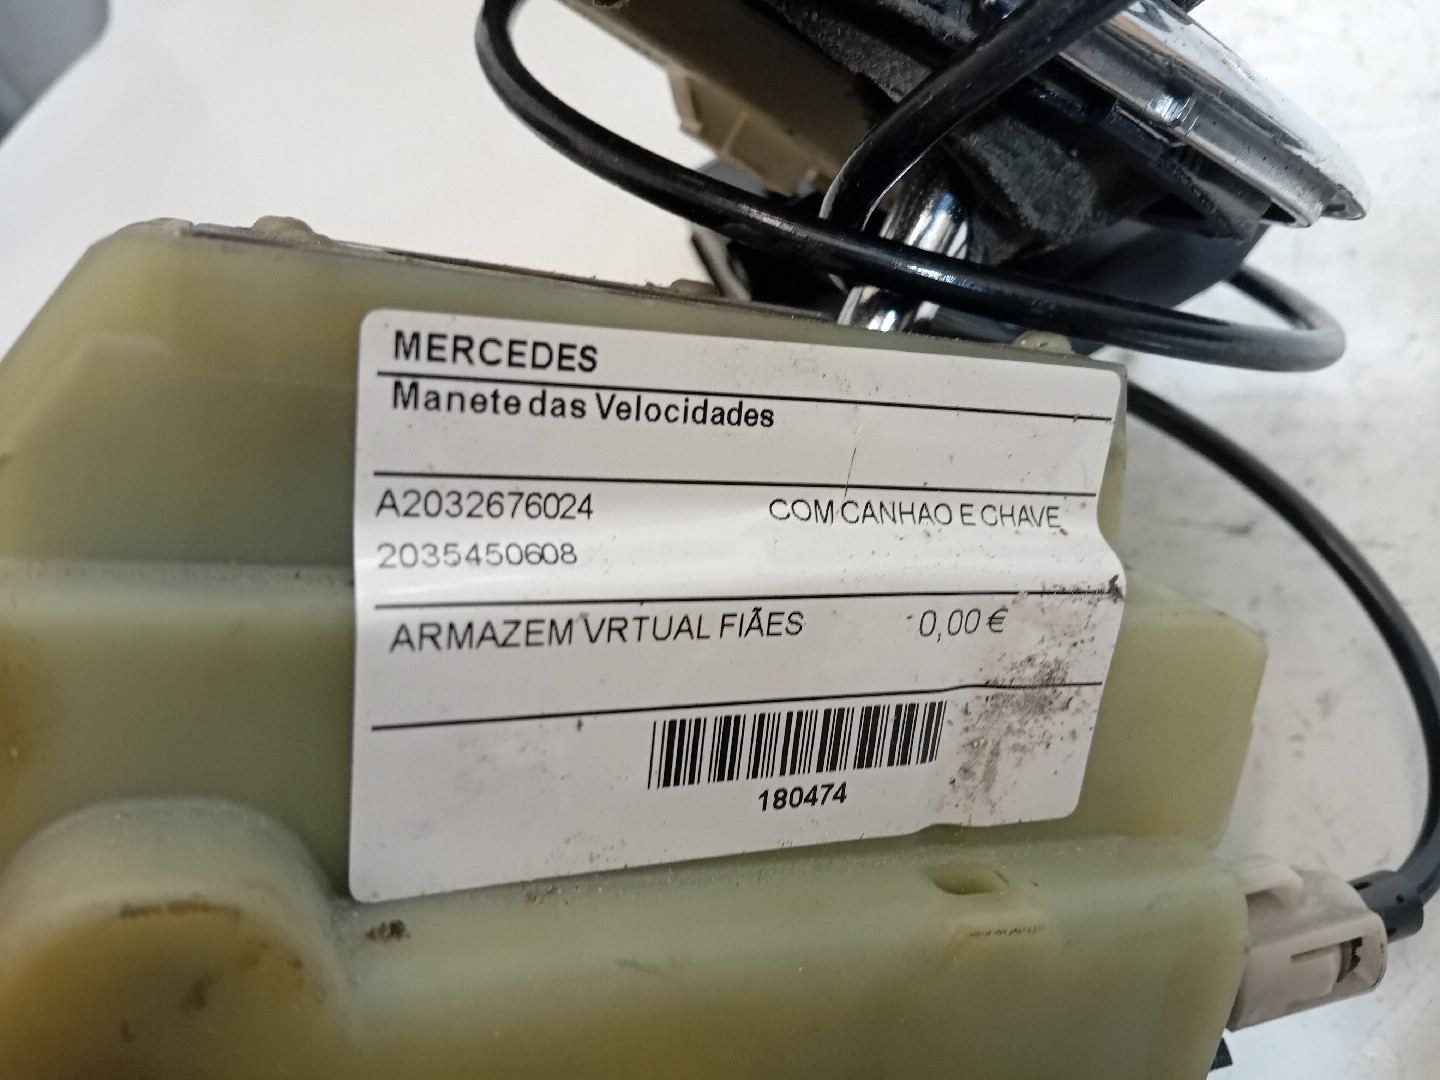 MERCEDES
Manete das Velocidades
A2032676024 COM CANHAO E CHAVE
2035450608
ARMAZEM VRTUAL FIÃES 0,00 €
180474